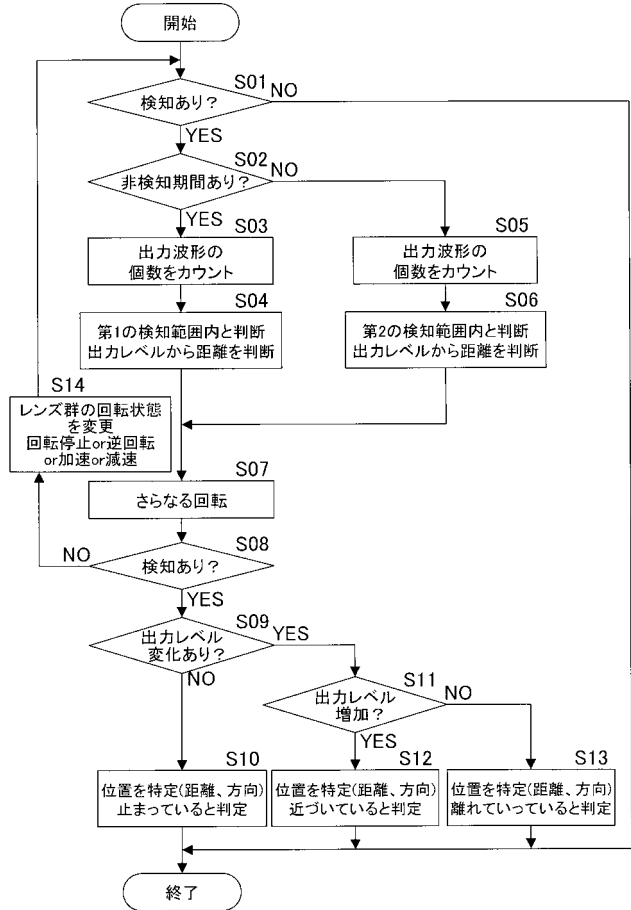 開始
S01
検知あり?
NO
YES
S02
非検知期間あり?
NO
YES
S03
出力波形の
個数をカウント
S05
出力波形の
個数をカウント
S04
第1の検知範囲内と判断
出力レベルから距離を判断
S06
第2の検知範囲内と判断
出力レベルから距離を判断
S14
レンズ群の回転状態
を変更
回転停止or逆回転
or加速or減速
S07
さらなる回転
S08
検知あり?
NO
YES
S09
出力レベル
変化あり?
YES
NO
S11
出力レベル
増加?
NO
YES
S10
位置を特定(距離、方向)
止まっていると判定
S12
位置を特定(距離、方向)
近づいていると判定
S13
位置を特定(距離、方向)
離れていっていると判定
終了